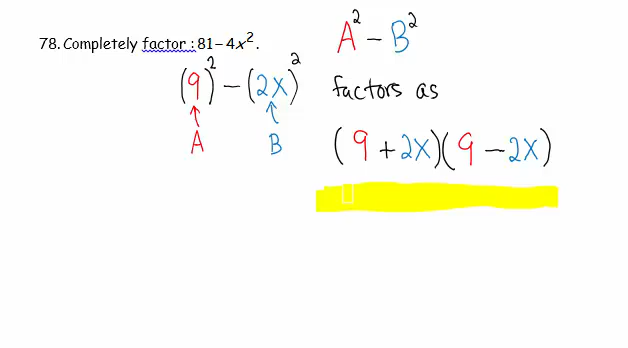 78. Completely factor : 81 – 4x².
(9)² – (2x)²
A B
A² – B²
factors as
(9 + 2x)(9 – 2x)